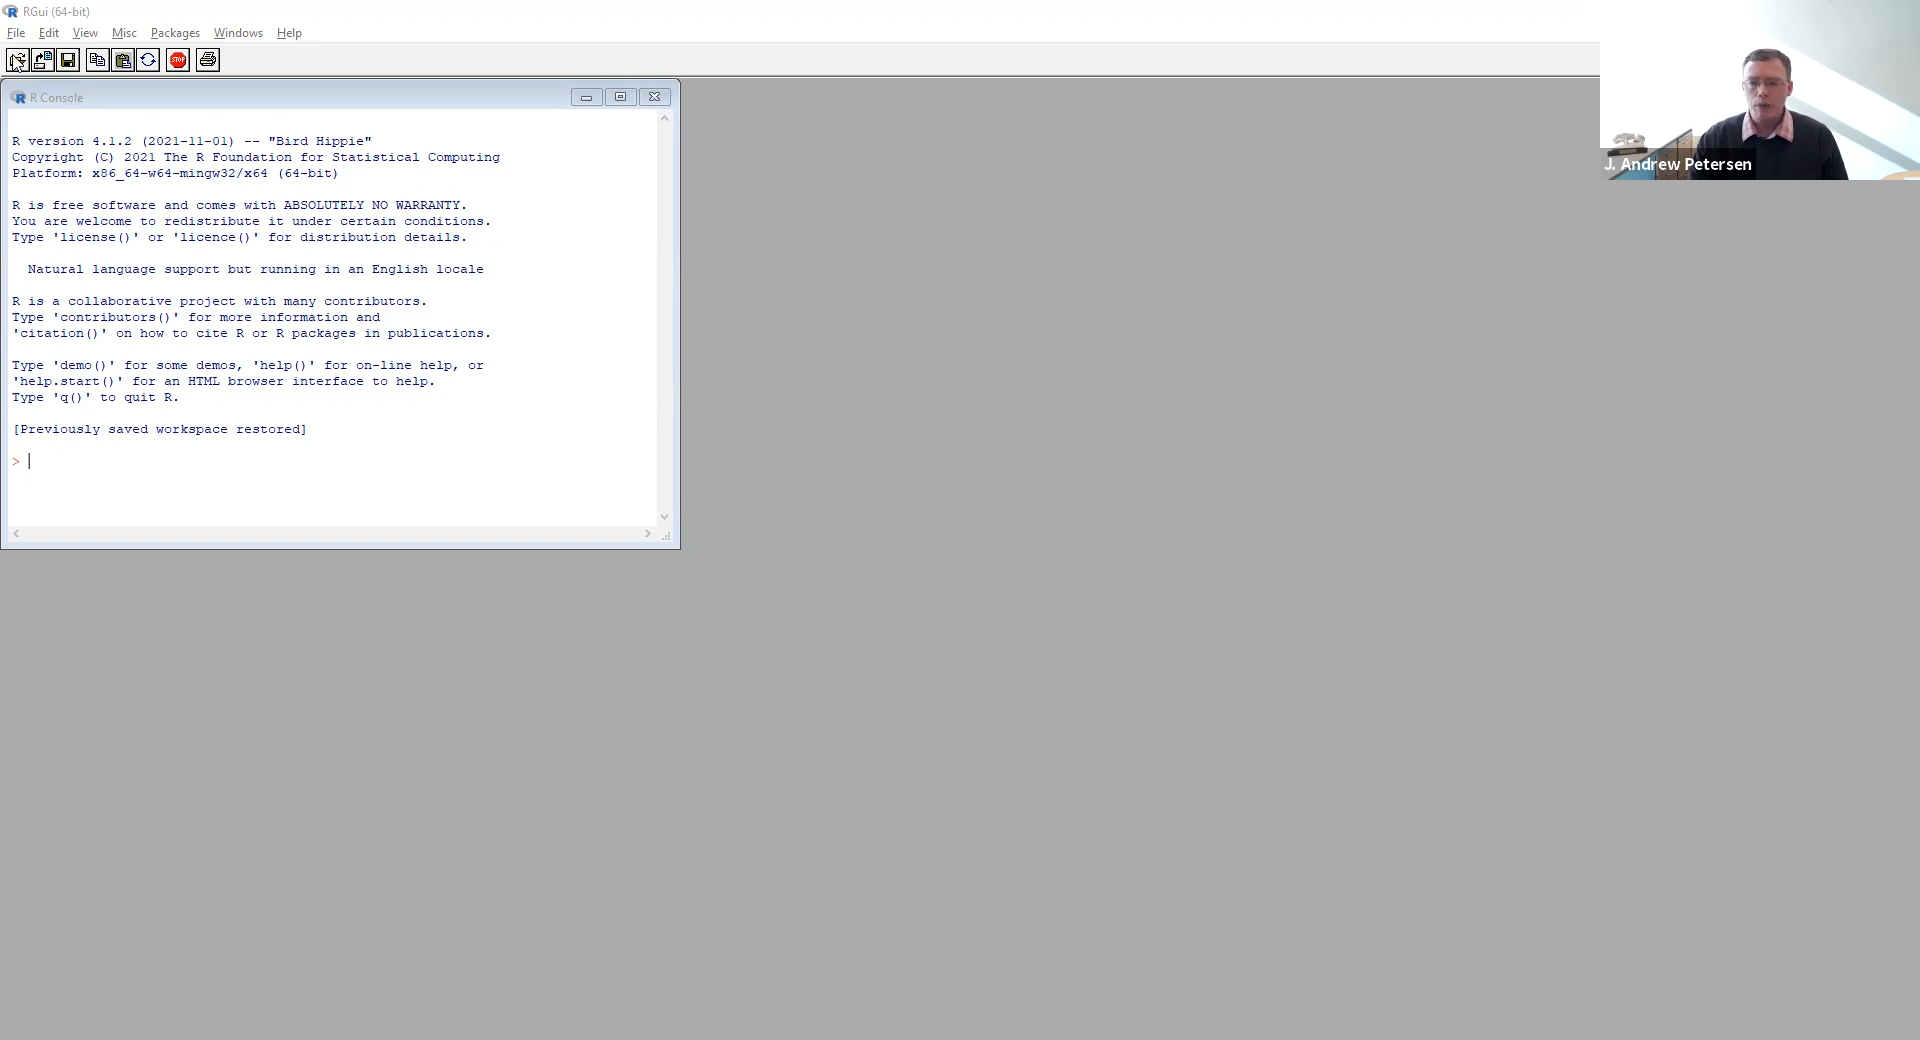 RGui (64-bit)
File Edit View Misc Packages Windows Help
STOP
R Console
R version 4.1.2 (2021-11-01) -- "Bird Hippie"
Copyright (C) 2021 The R Foundation for Statistical Computing
Platform: x86_64-w64-mingw32/x64 (64-bit)
R is free software and comes with ABSOLUTELY NO WARRANTY.
You are welcome to redistribute it under certain conditions.
Type 'license()' or 'licence()' for distribution details.
Natural language support but running in an English locale
R is a collaborative project with many contributors.
Type 'contributors()' for more information and
'citation()' on how to cite R or R packages in publications.
Type 'demo()' for some demos, 'help()' for on-line help, or
'help.start()' for an HTML browser interface to help.
Type 'q()' to quit R.
[Previously saved workspace restored]
>
J. Andrew Petersen